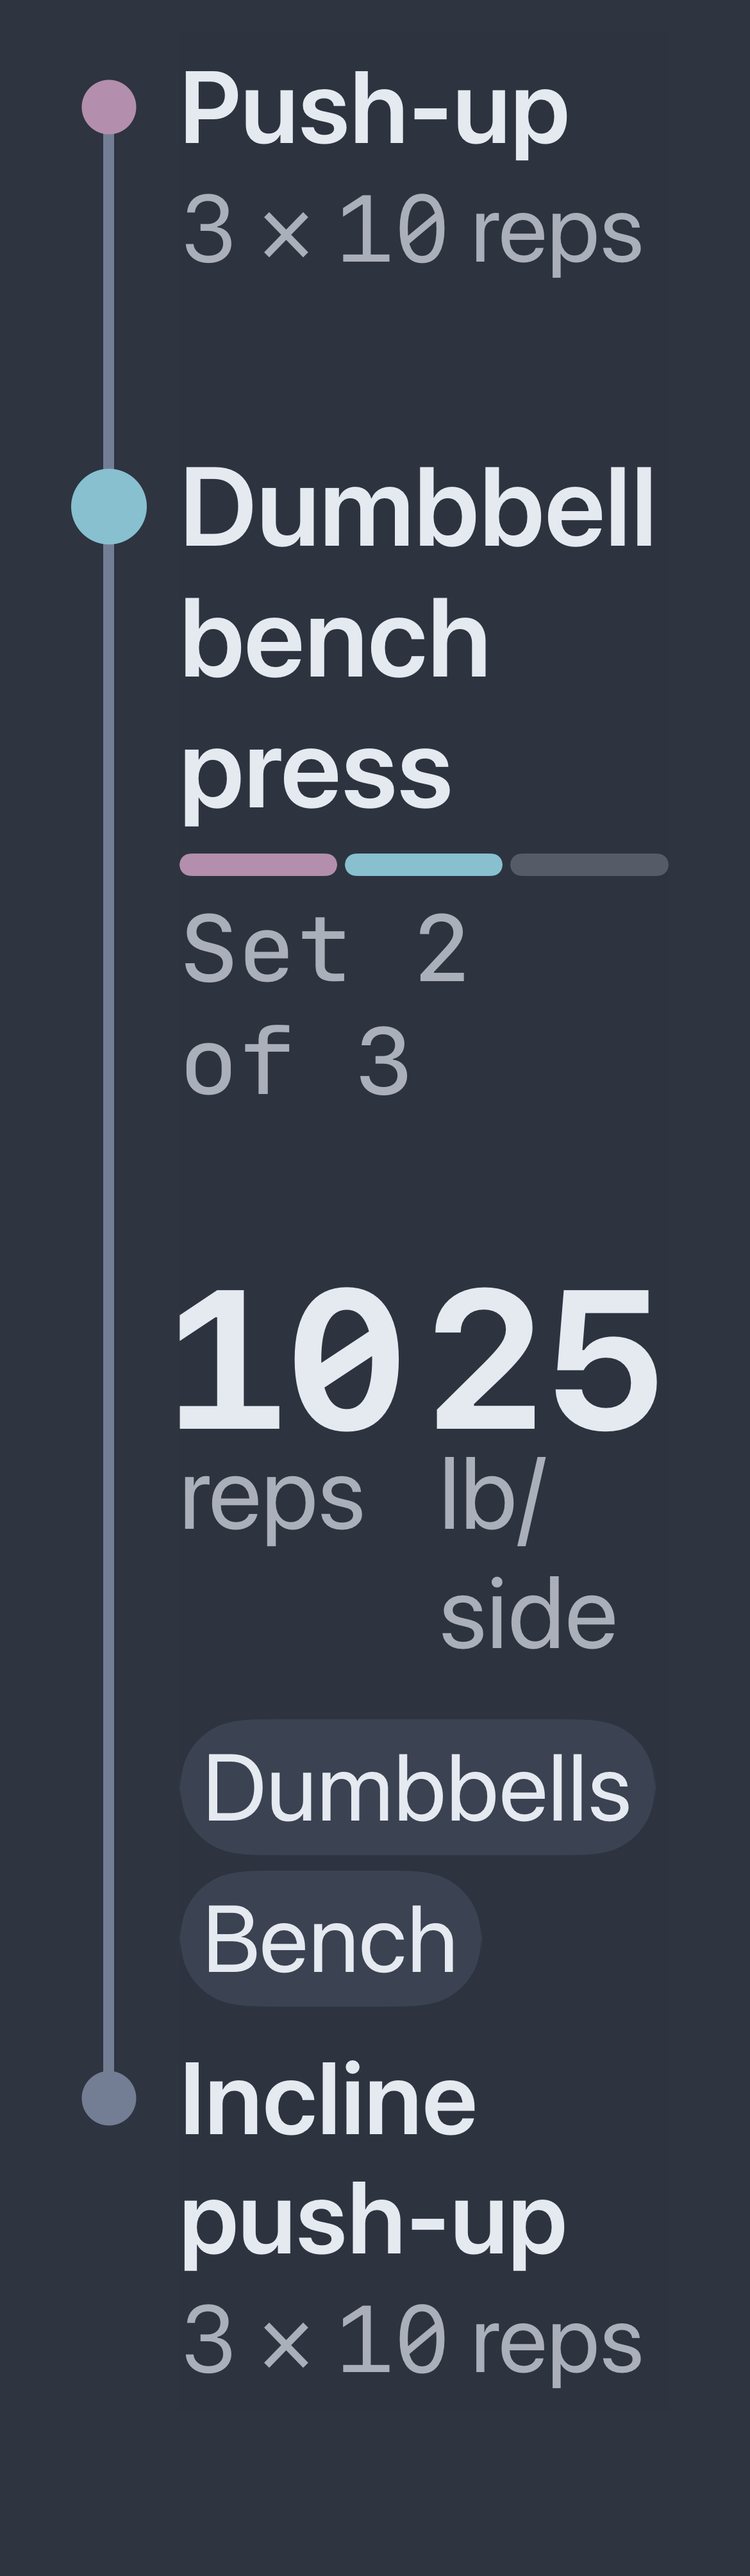 Push-up
3 × 10 reps
Dumbbell
bench
press
Set 2
of 3
10 25
reps lb/
side
Dumbbells
Bench
Incline
push-up
3 × 10 reps